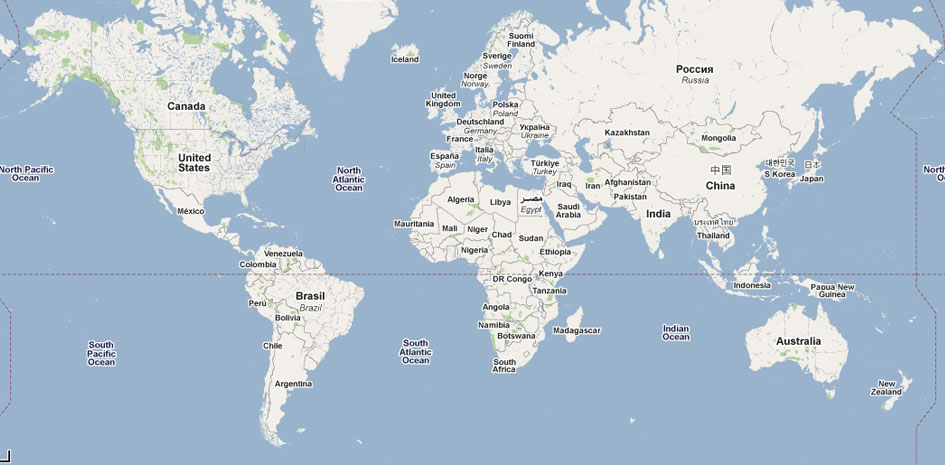 Iceland
Suomi
Finland
Sverige
Sweden
Norge
Norway
Россия
Russia
Canada
United
Kingdom
Polska
Poland
Deutschland
Germany
Україна
Ukraine
France
Kazakhstan
Mongolia
United
States
España
Spain
Italia
Italy
Türkiye
Turkey
中国
China
대한민국
S Korea
日本
Japan
North Pacific
Ocean
North
Atlantic
Ocean
Iraq
Iran
Afghanistan
Pakistan
México
Algeria
Libya
مصر
Egypt
Saudi
Arabia
India
ประเทศไทย
Thailand
Mauritania
Mali
Niger
Chad
Sudan
Nigeria
Ethiopia
Venezuela
Colombia
DR Congo
Kenya
Tanzania
Indonesia
Papua New
Guinea
Perú
Brasil
Brazil
Bolivia
Angola
Namibia
Botswana
Madagascar
Indian
Ocean
Australia
South
Pacific
Ocean
Chile
South
Atlantic
Ocean
South
Africa
Argentina
New
Zealand